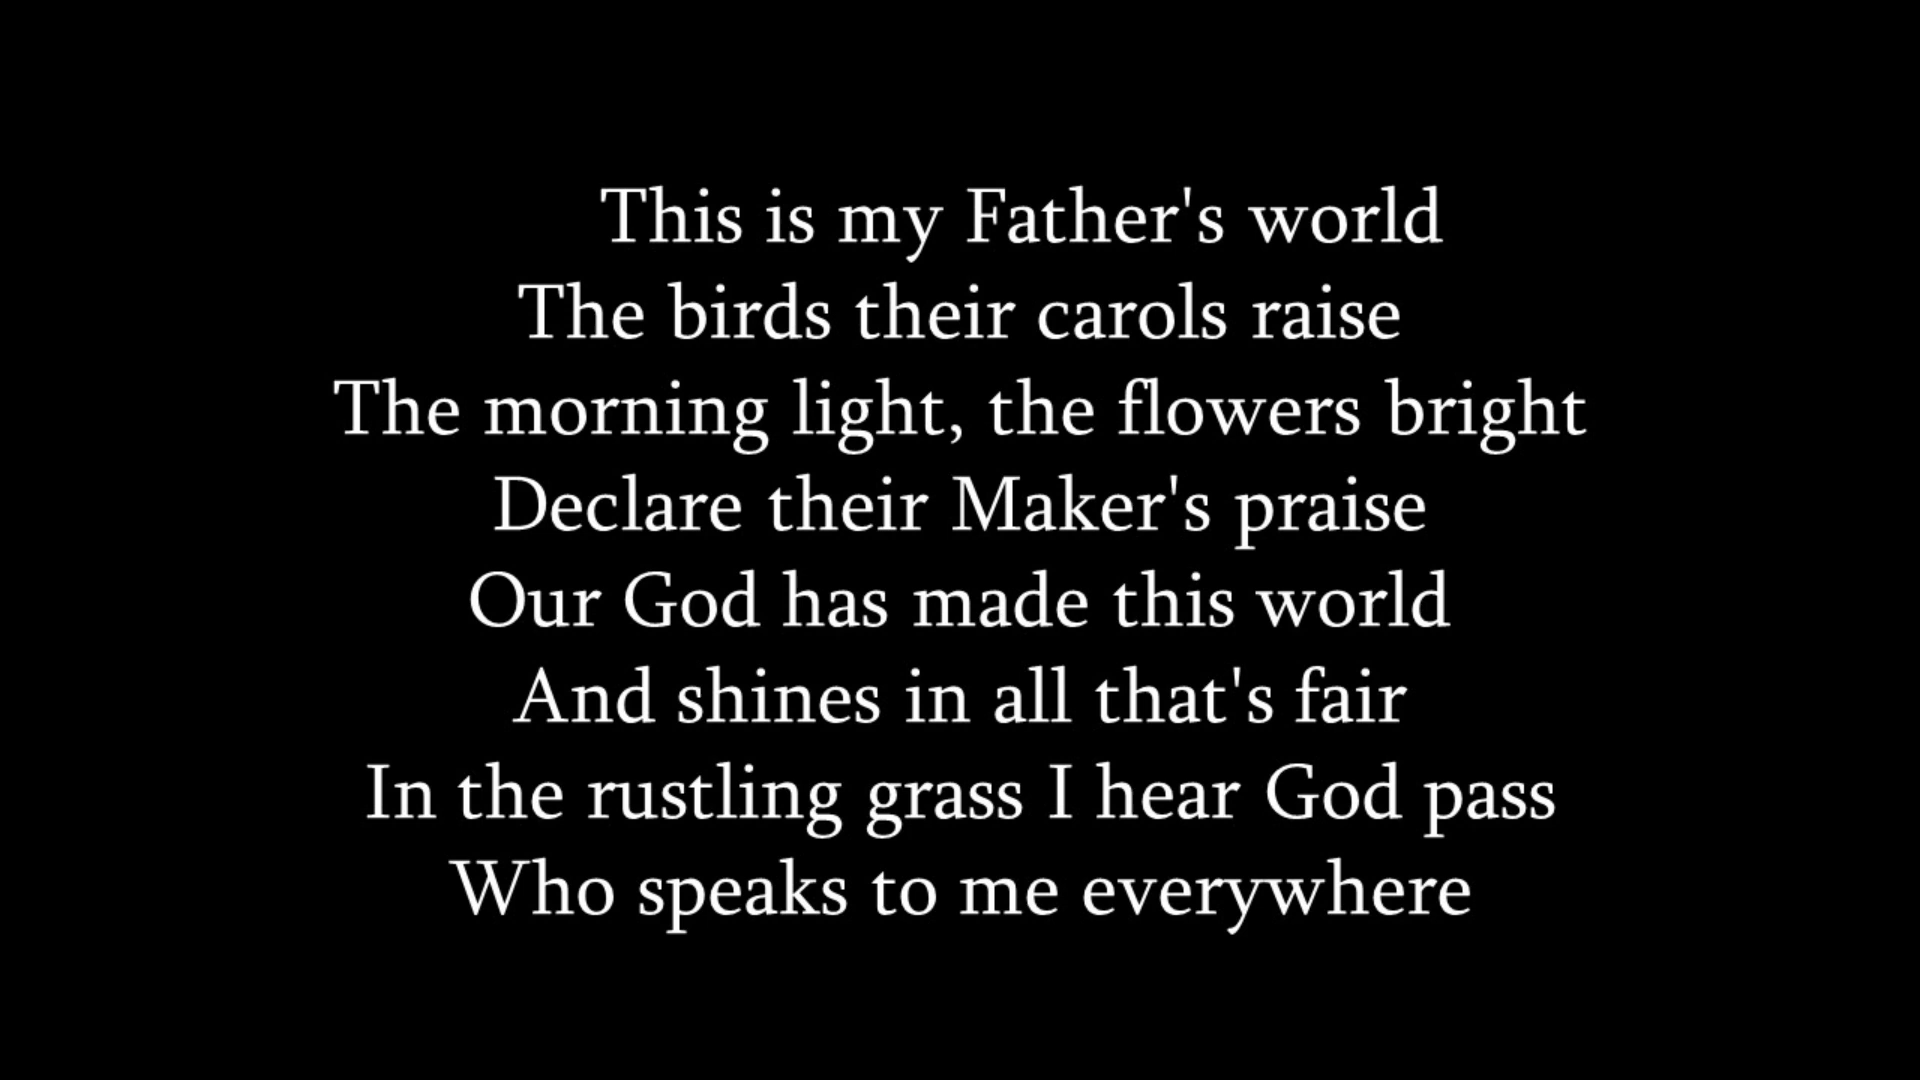 This is my Father's world
The birds their carols raise
The morning light, the flowers bright
Declare their Maker's praise
Our God has made this world
And shines in all that's fair
In the rustling grass I hear God pass
Who speaks to me everywhere